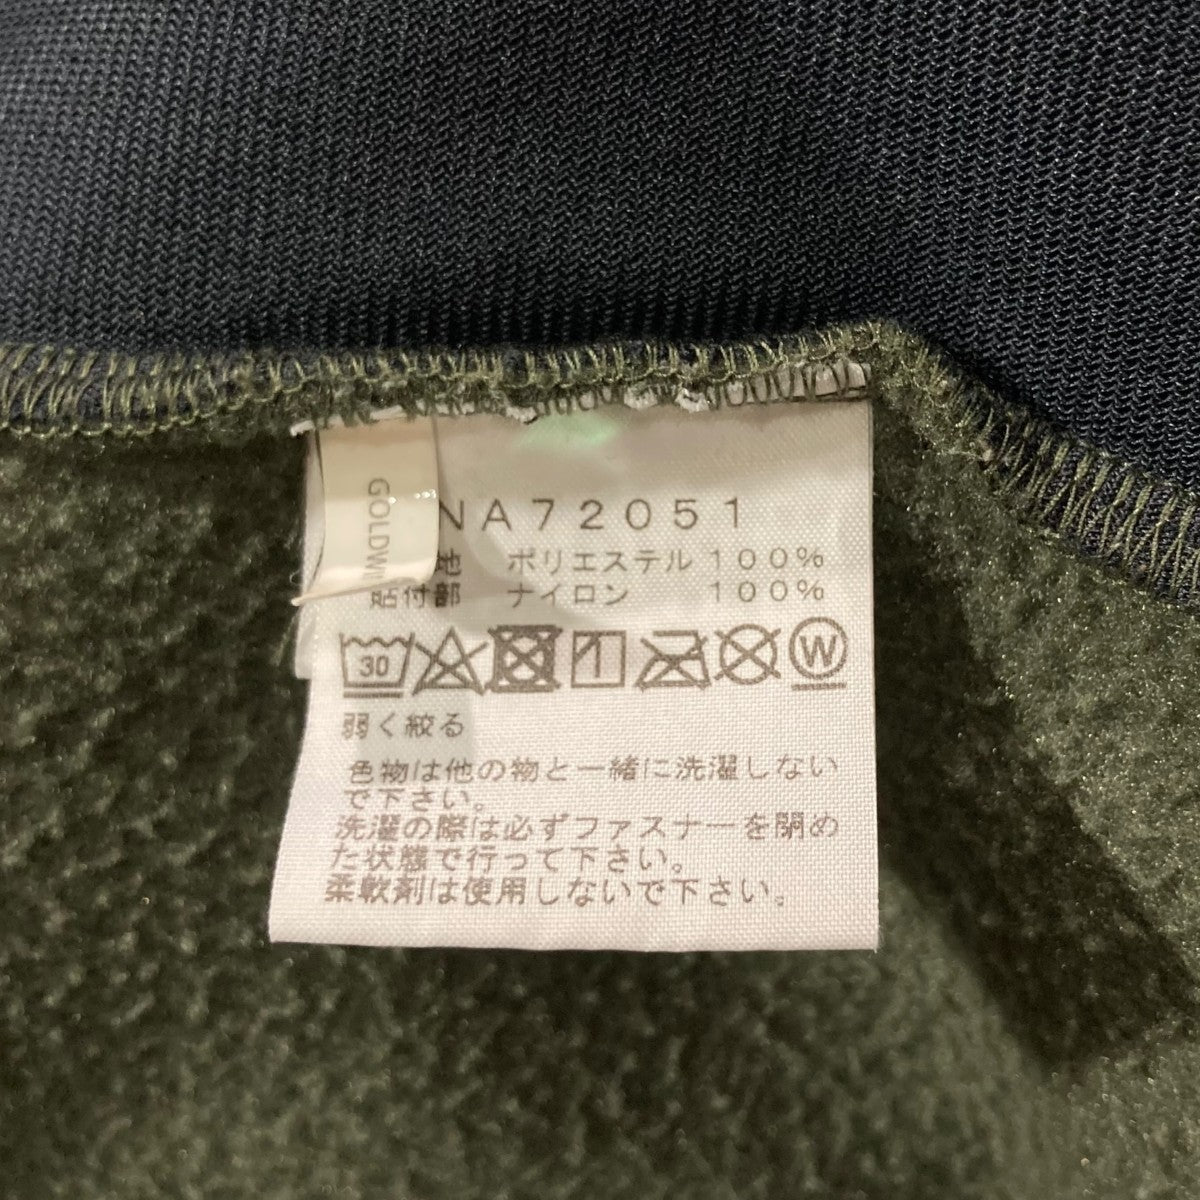 GOLDWI
NA72051
地 ポリエステル 100%
貼付部 ナイロン 100%
30
W
弱く絞る
色物は他の物と一緒に洗濯しない
で下さい。
洗濯の際は必ずファスナーを閉め
た状態で行って下さい。
柔軟剤は使用しないで下さい。